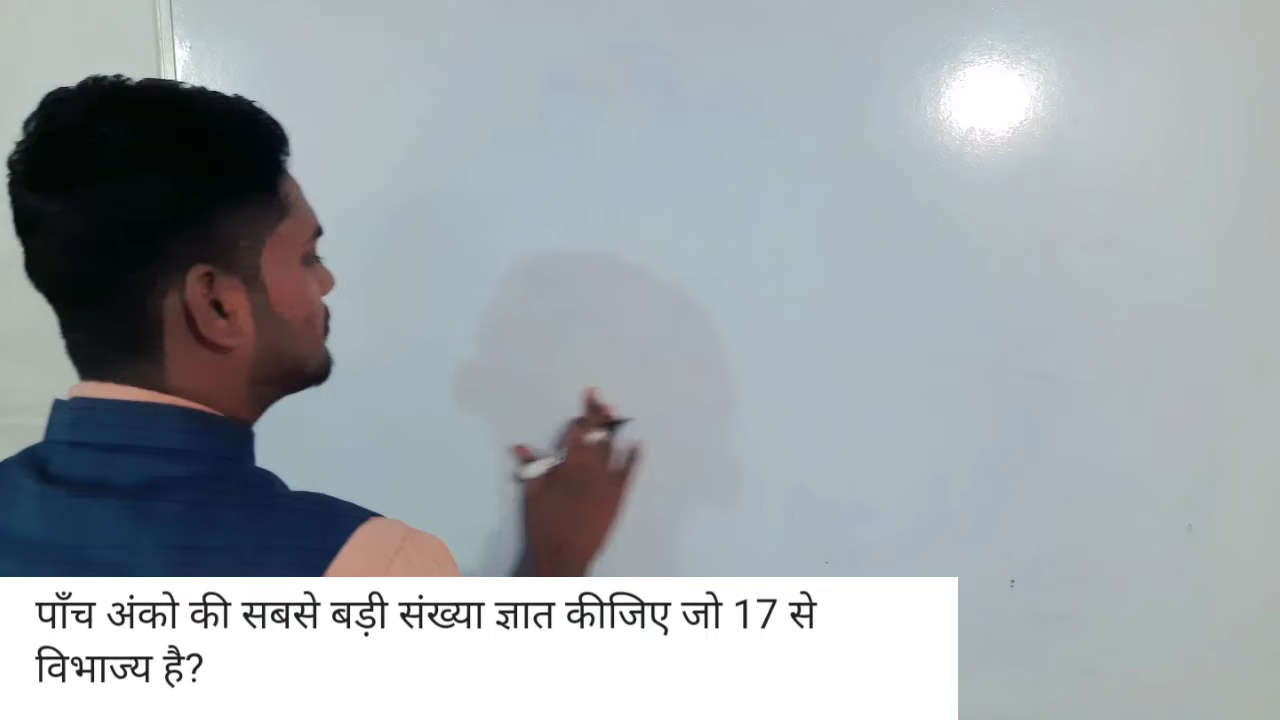 पाँच अंको की सबसे बड़ी संख्या ज्ञात कीजिए जो 17 से
विभाज्य है?